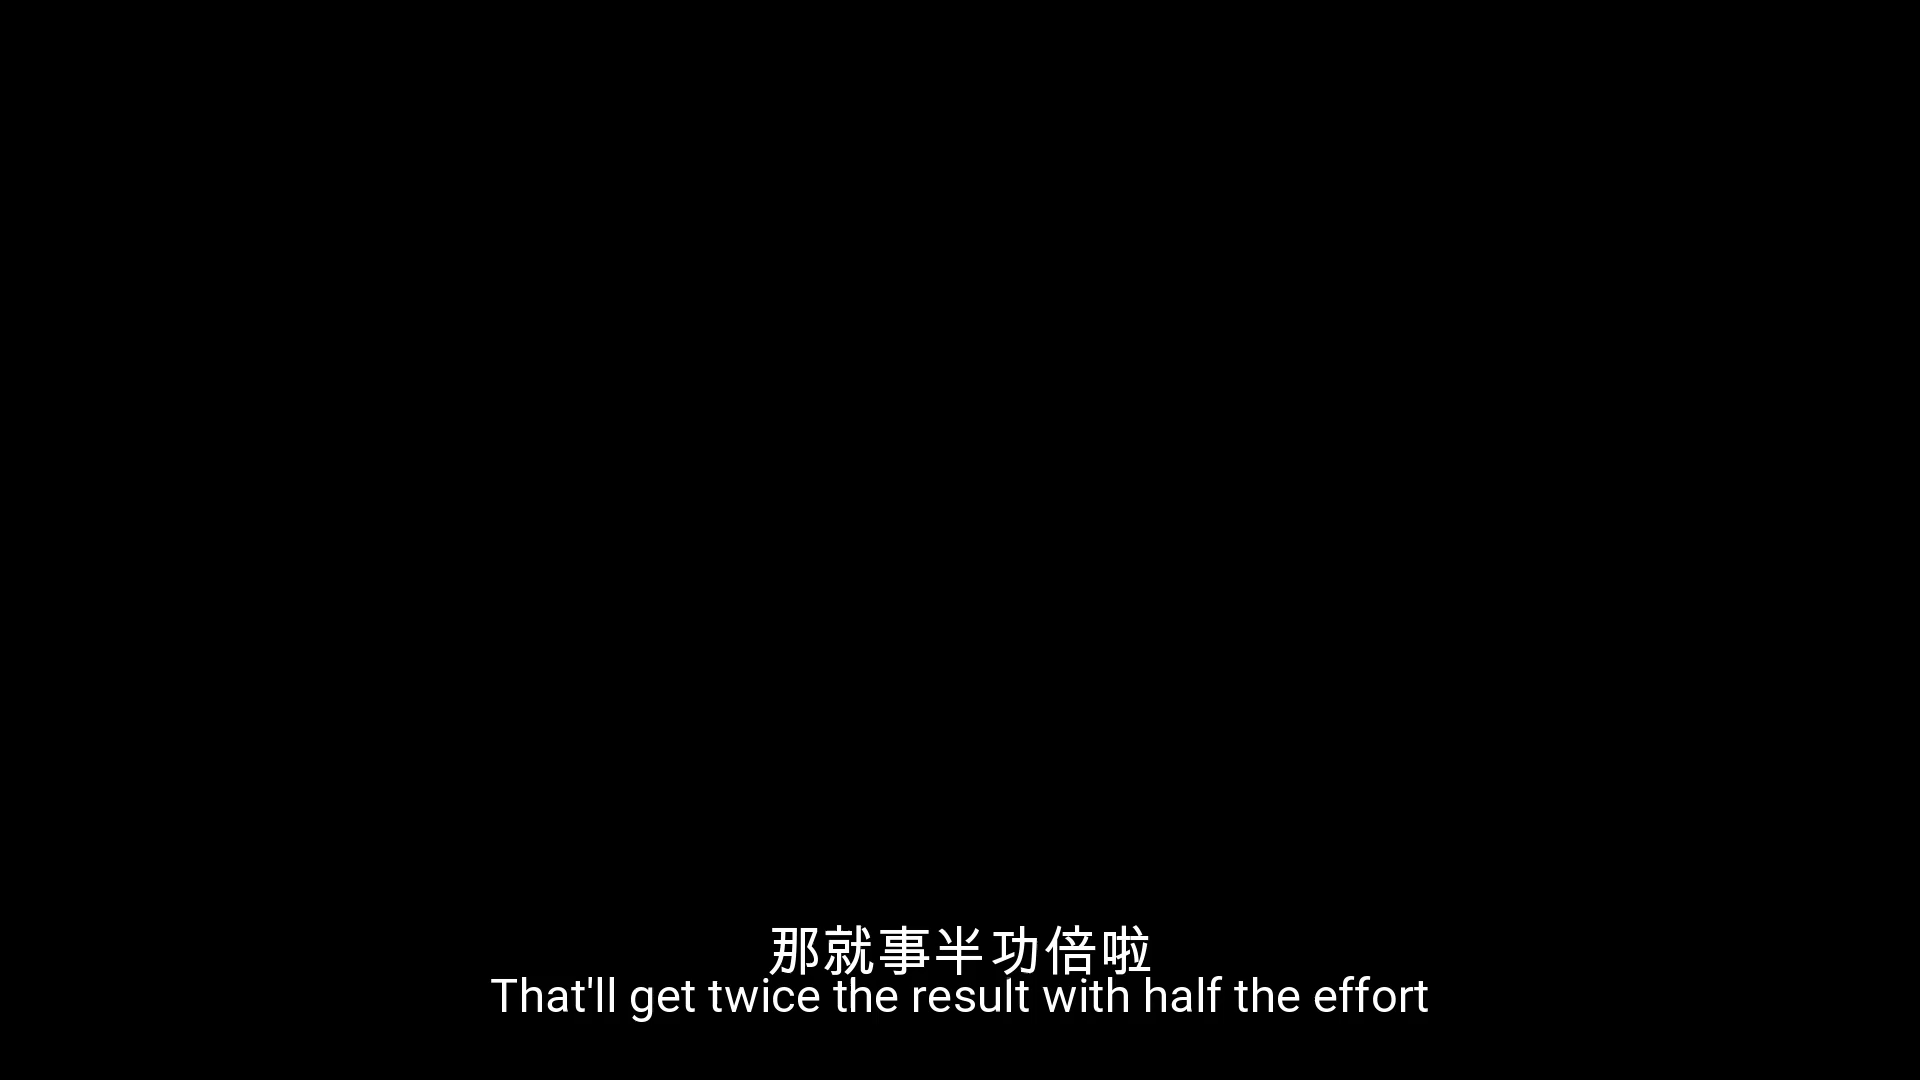 那就事半功倍啦
That'll get twice the result with half the effort